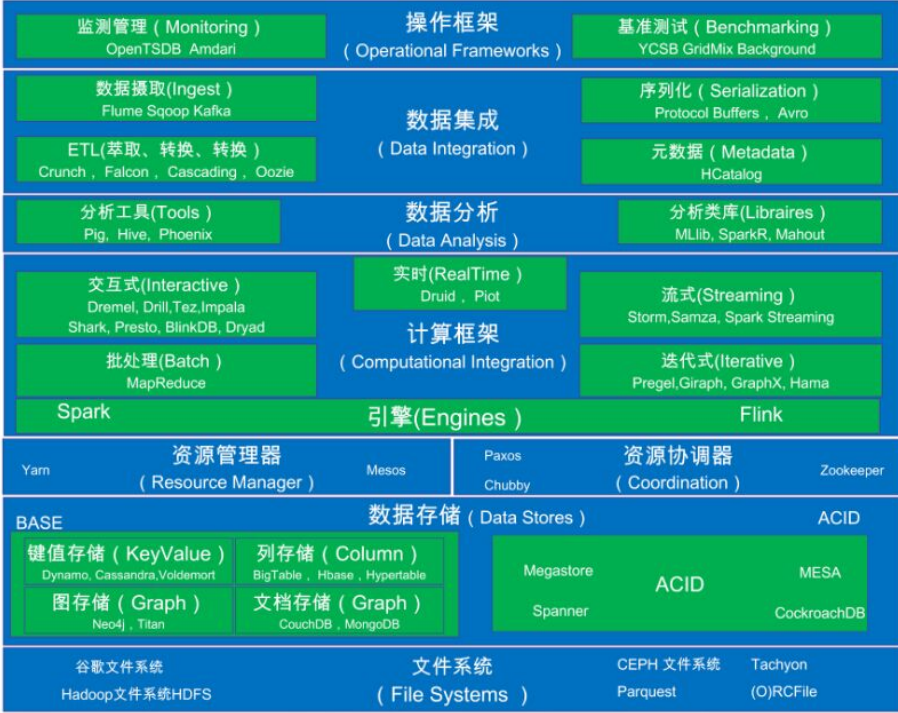 操作框架
( Operational Frameworks )
监测管理 ( Monitoring )
OpenTSDB Amdari
基准测试 ( Benchmarking )
YCSB GridMix Background
数据集成
( Data Integration )
数据摄取(Ingest)
Flume Sqoop Kafka
ETL(萃取、转换、转换 )
Crunch , Falcon , Cascading , Oozie
序列化 ( Serialization )
Protocol Buffers , Avro
元数据 ( Metadata )
HCatalog
数据分析
( Data Analysis )
分析工具(Tools )
Pig, Hive, Phoenix
分析类库(Libraires )
MLlib, SparkR, Mahout
实时(RealTime )
Druid , Piot
计算框架
( Computational Integration )
交互式(Interactive )
Dremel, Drill,Tez,Impala
Shark, Presto, BlinkDB, Dryad
批处理(Batch )
MapReduce
流式(Streaming )
Storm,Samza, Spark Streaming
迭代式(Iterative )
Pregel,Giraph, GraphX, Hama
Spark
引擎(Engines )
Flink
Yarn
资源管理器
( Resource Manager )
Mesos
Paxos
Chubby
资源协调器
( Coordination )
Zookeeper
BASE
数据存储 ( Data Stores )
ACID
键值存储 ( KeyValue )
Dynamo, Cassandra,Voldemort
列存储 ( Column )
BigTable , Hbase , Hypertable
图存储 ( Graph )
Neo4j , Titan
文档存储 ( Graph )
CouchDB , MongoDB
Megastore
Spanner
ACID
MESA
CockroachDB
谷歌文件系统
Hadoop文件系统HDFS
文件系统
( File Systems )
CEPH 文件系统
Parquest
Tachyon
(O)RCFile